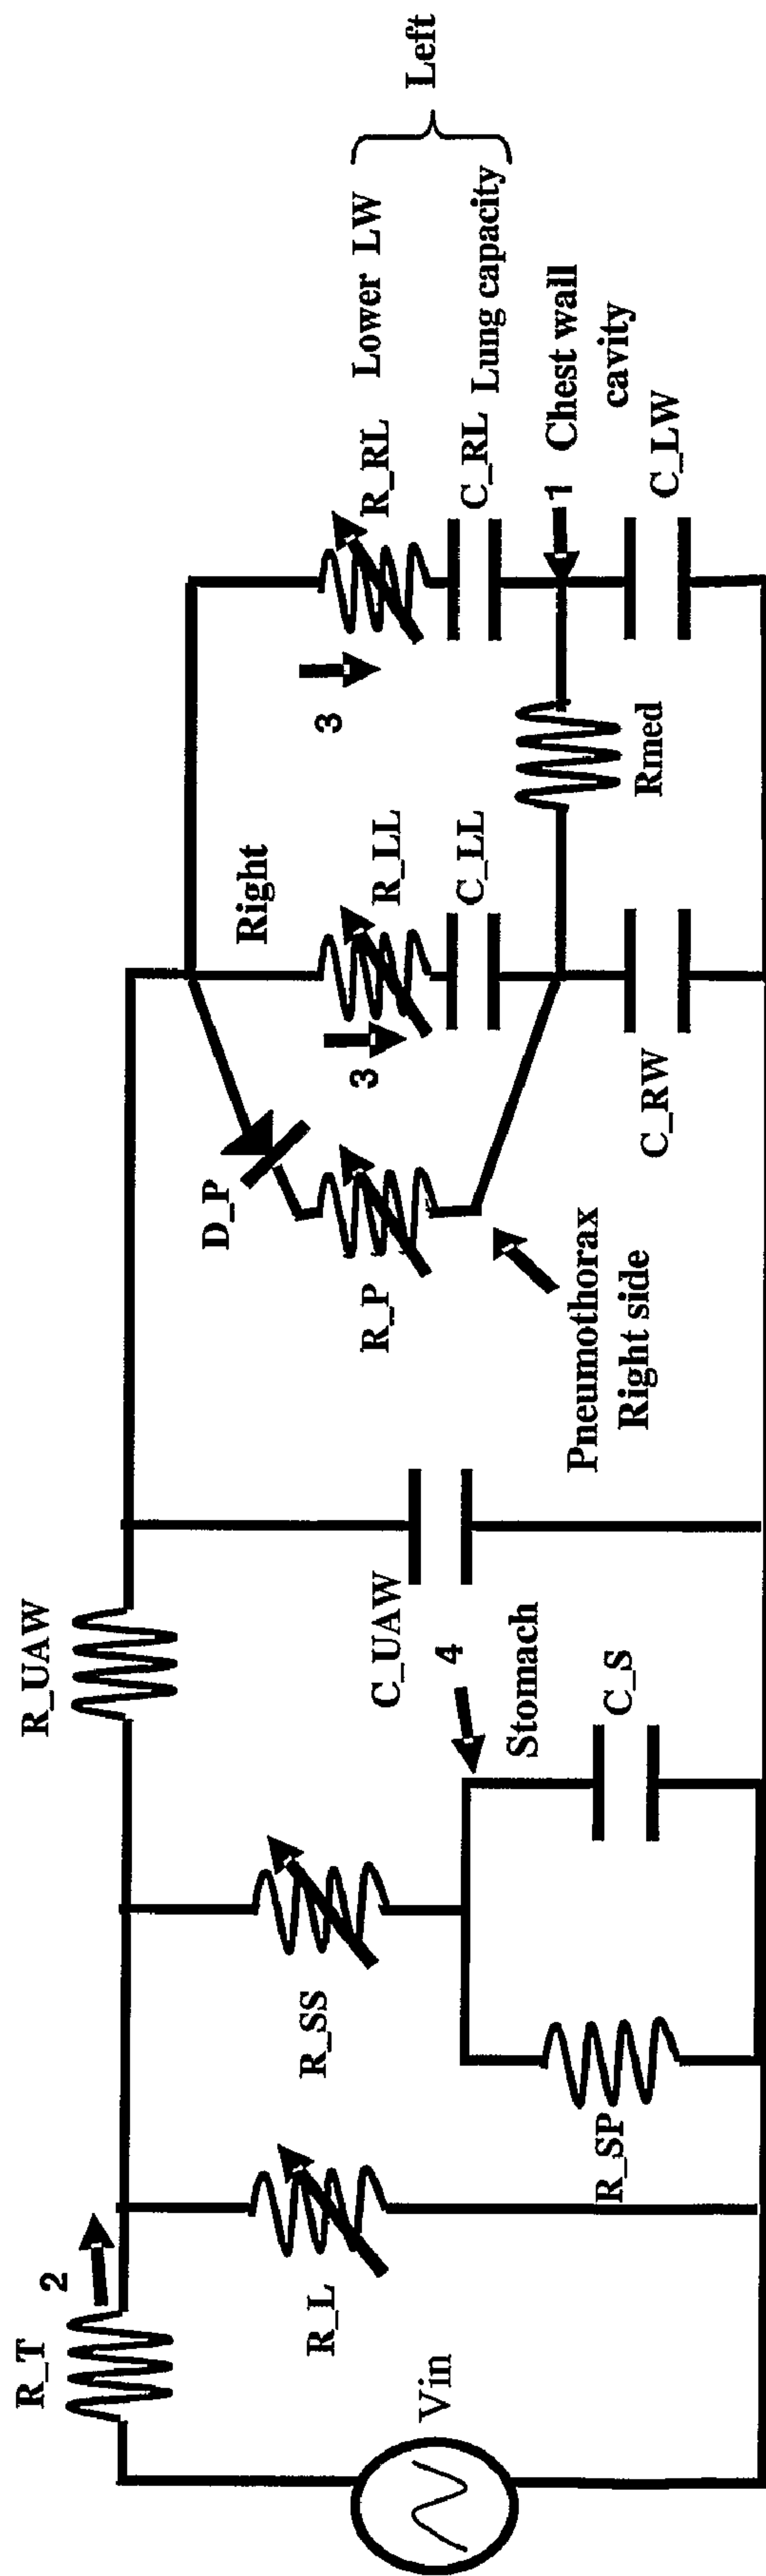 R_T
2
R_L
Vin
R_SS
R_SP
R_UAW
C_UAW
4
Stomach
C_S
D_P
R_P
Pneumothorax
Right side
Right
3
R_LL
C_LL
C_RW
Rmed
3
R_RL
Lower LW
C_RL
Lung capacity
Left
1
Chest wall
cavity
C_LW